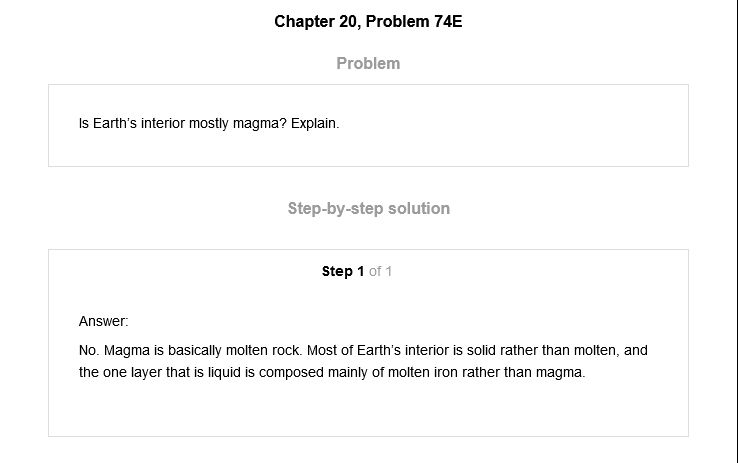 Chapter 20, Problem 74E
Problem
Is Earth's interior mostly magma? Explain.
Step-by-step solution
Step 1 of 1
Answer:
No. Magma is basically molten rock. Most of Earth's interior is solid rather than molten, and
the one layer that is liquid is composed mainly of molten iron rather than magma.